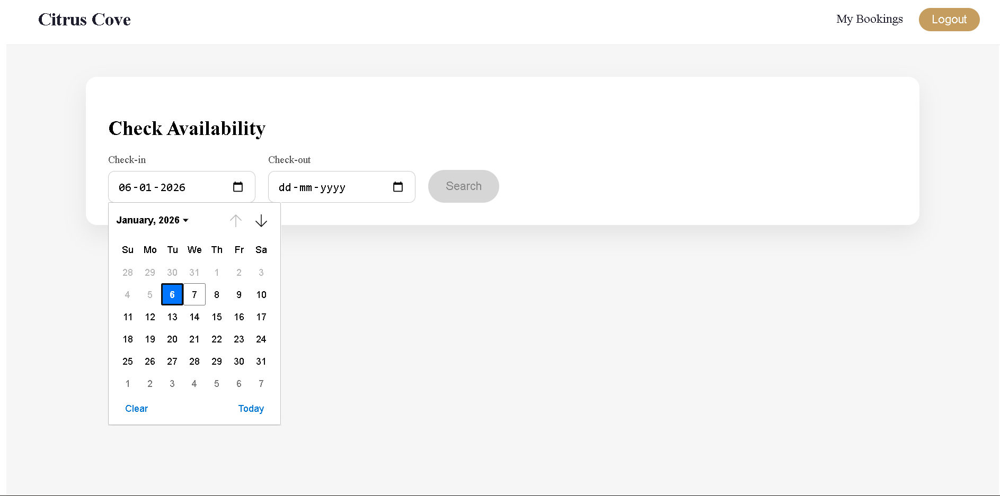 Citrus Cove
My Bookings
Logout
Check Availability
Check-in
Check-out
06-01-2026
dd-mm-yyyy
Search
January, 2026
Su Mo Tu We Th Fr Sa
28 29 30 31 1 2 3
4 5 6 7 8 9 10
11 12 13 14 15 16 17
18 19 20 21 22 23 24
25 26 27 28 29 30 31
1 2 3 4 5 6 7
Clear
Today